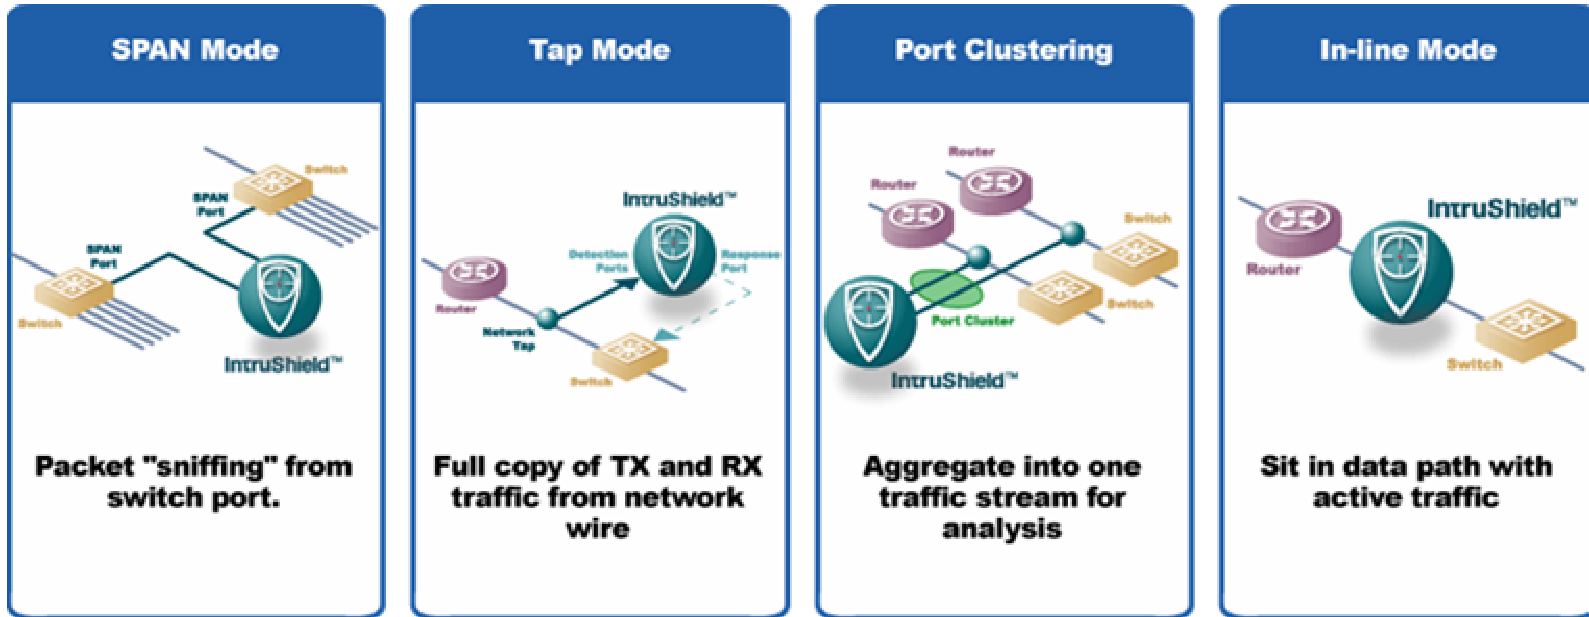 SPAN Mode
Switch
SPAN
Port
SPAN
Port
Switch
IntruShield™
Packet "sniffing" from
switch port.
Tap Mode
IntruShield™
Detection
Ports
Response
Port
Router
Network
Tap
Switch
Full copy of TX and RX
traffic from network
wire
Port Clustering
Router
Router
Switch
Switch
Port Cluster
IntruShield™
Aggregate into one
traffic stream for
analysis
In-line Mode
IntruShield™
Router
Switch
Sit in data path with
active traffic